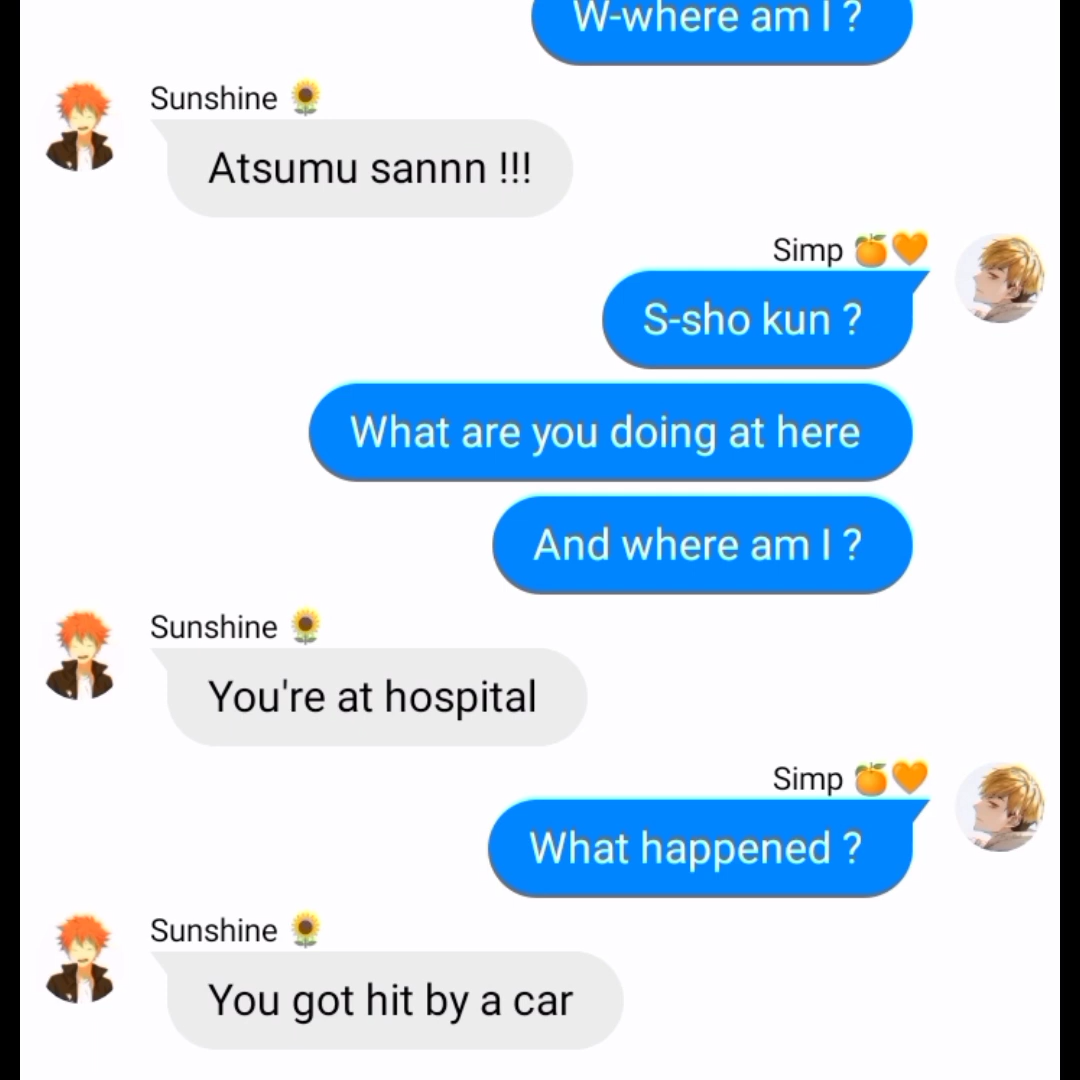 W-where am I ?
Sunshine 🌻
Atsumu sannn !!!
Simp 🍊🧡
S-sho kun ?
What are you doing at here
And where am I ?
Sunshine 🌻
You're at hospital
Simp 🍊🧡
What happened ?
Sunshine 🌻
You got hit by a car